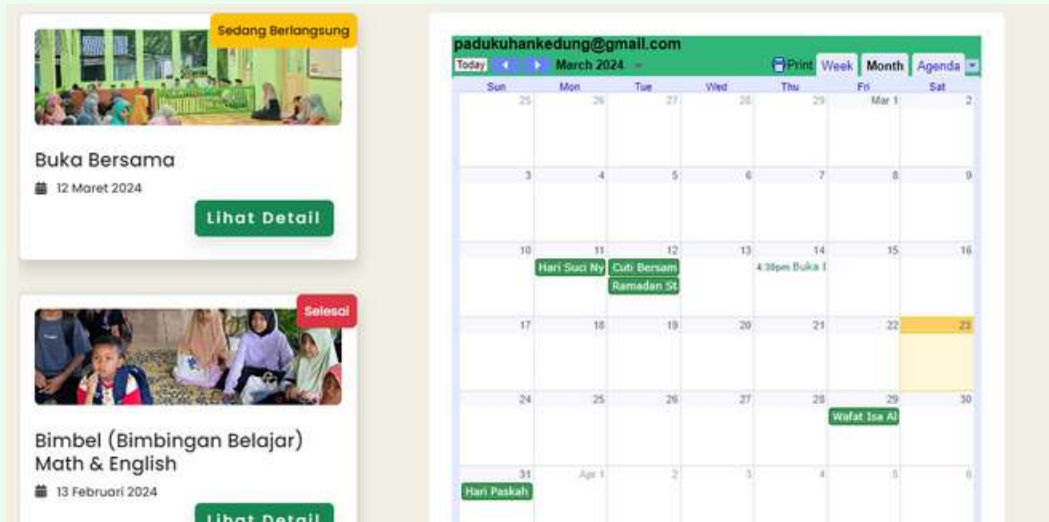 Sedang Berlangsung
Buka Bersama
12 Maret 2024
Lihat Detail
Selesai
Bimbel (Bimbingan Belajar)
Math & English
13 Februari 2024
Lihat Detail
padukuhankedung@gmail.com
Today March 2024 Print Week Month Agenda
Sun Mon Tue Wed Thu Fri Sat
25 26 27 28 29 Mar 1 2
3 4 5 6 7 8 9
10 11 12 13 14 15 16
Hari Suci Ny Cuti Bersam 4:30pm Buka
Ramadan St
17 18 19 20 21 22 23
24 25 26 27 28 29 30
Wafat Isa Al
31 Apr 1 2 3 4 5 6
Hari Paskah